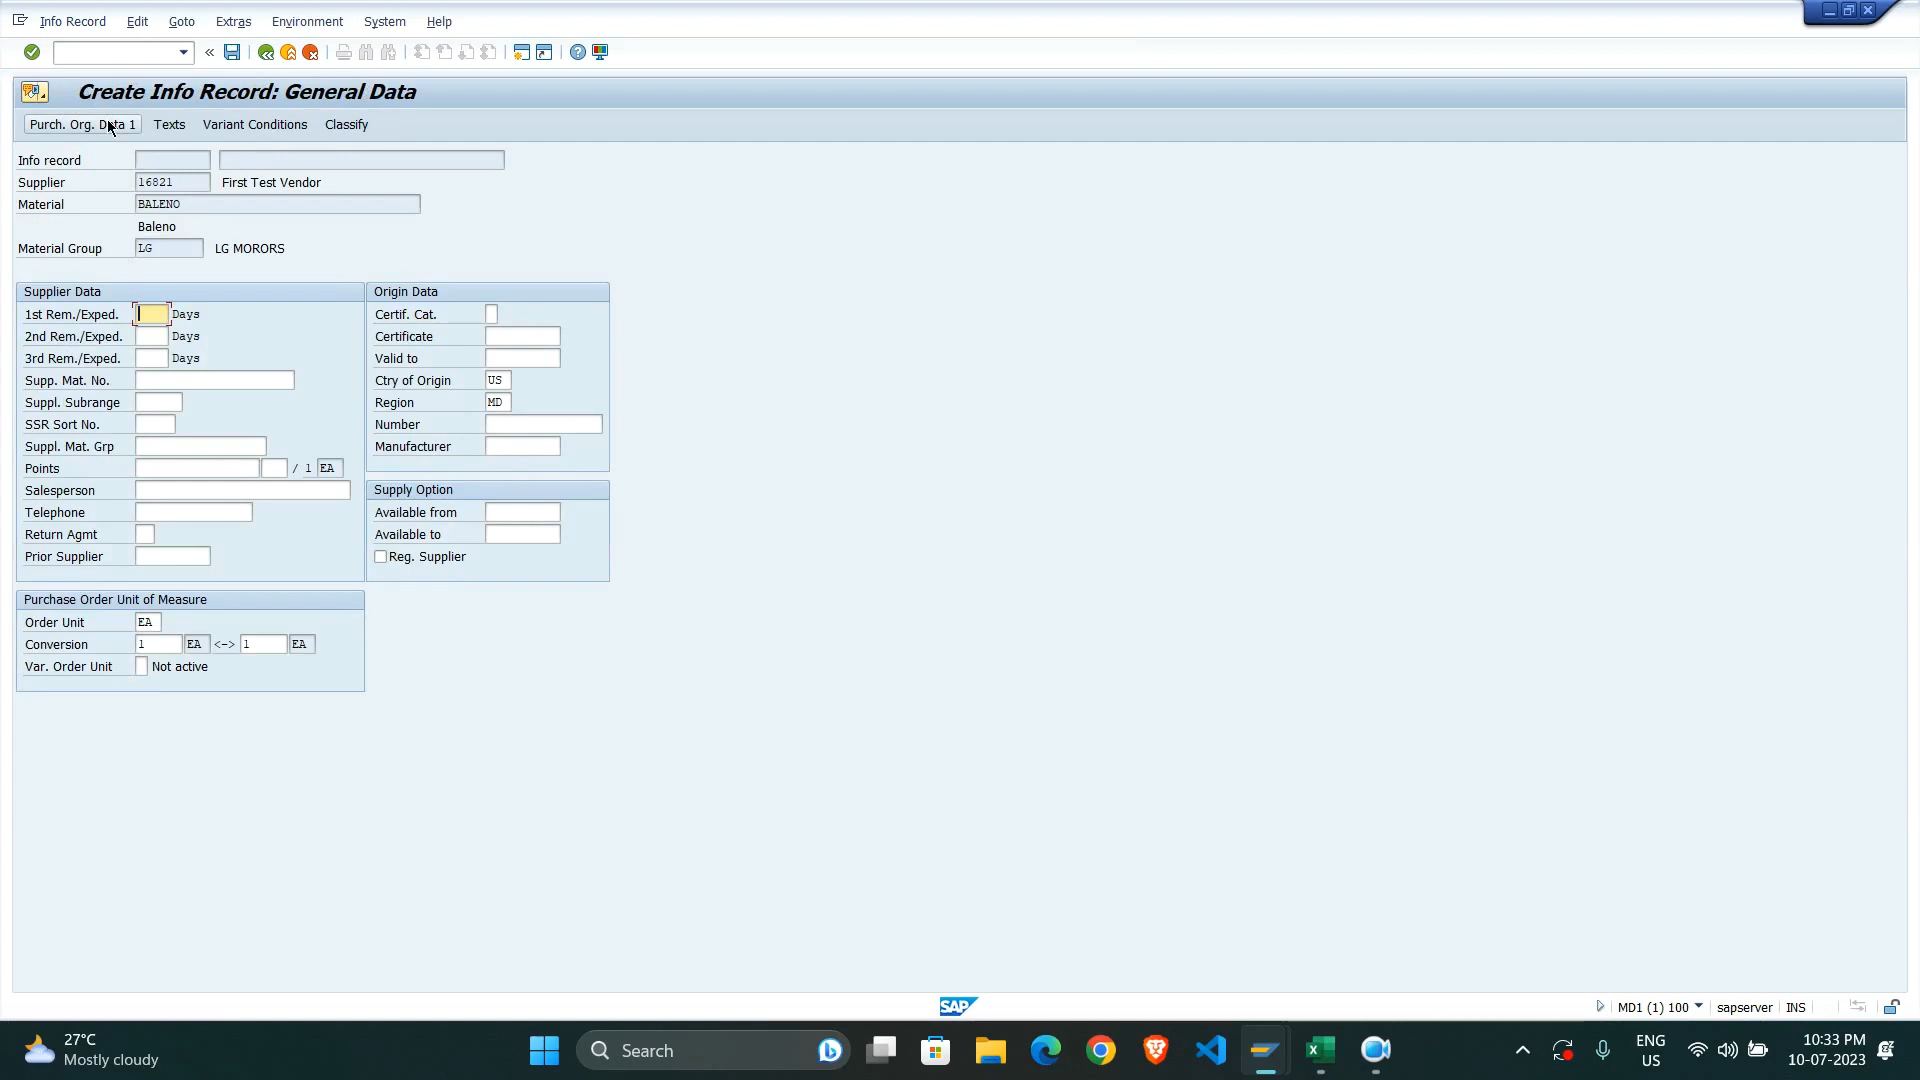 Info Record Edit Goto Extras Environment System Help
Create Info Record: General Data
Purch. Org. Data 1 Texts Variant Conditions Classify
Info record
Supplier 16821 First Test Vendor
Material BALENO
Baleno
Material Group LG LG MORORS
Supplier Data
1st Rem./Exped. Days
2nd Rem./Exped. Days
3rd Rem./Exped. Days
Supp. Mat. No.
Suppl. Subrange
SSR Sort No.
Suppl. Mat. Grp
Points / 1 EA
Salesperson
Telephone
Return Agmt
Prior Supplier
Origin Data
Certif. Cat.
Certificate
Valid to
Ctry of Origin US
Region MD
Number
Manufacturer
Supply Option
Available from
Available to
Reg. Supplier
Purchase Order Unit of Measure
Order Unit EA
Conversion 1 EA <-> 1 EA
Var. Order Unit Not active
SAP
MD1 (1) 100 sapserver INS
27°C
Mostly cloudy
Search
ENG
US
10:33 PM
10-07-2023